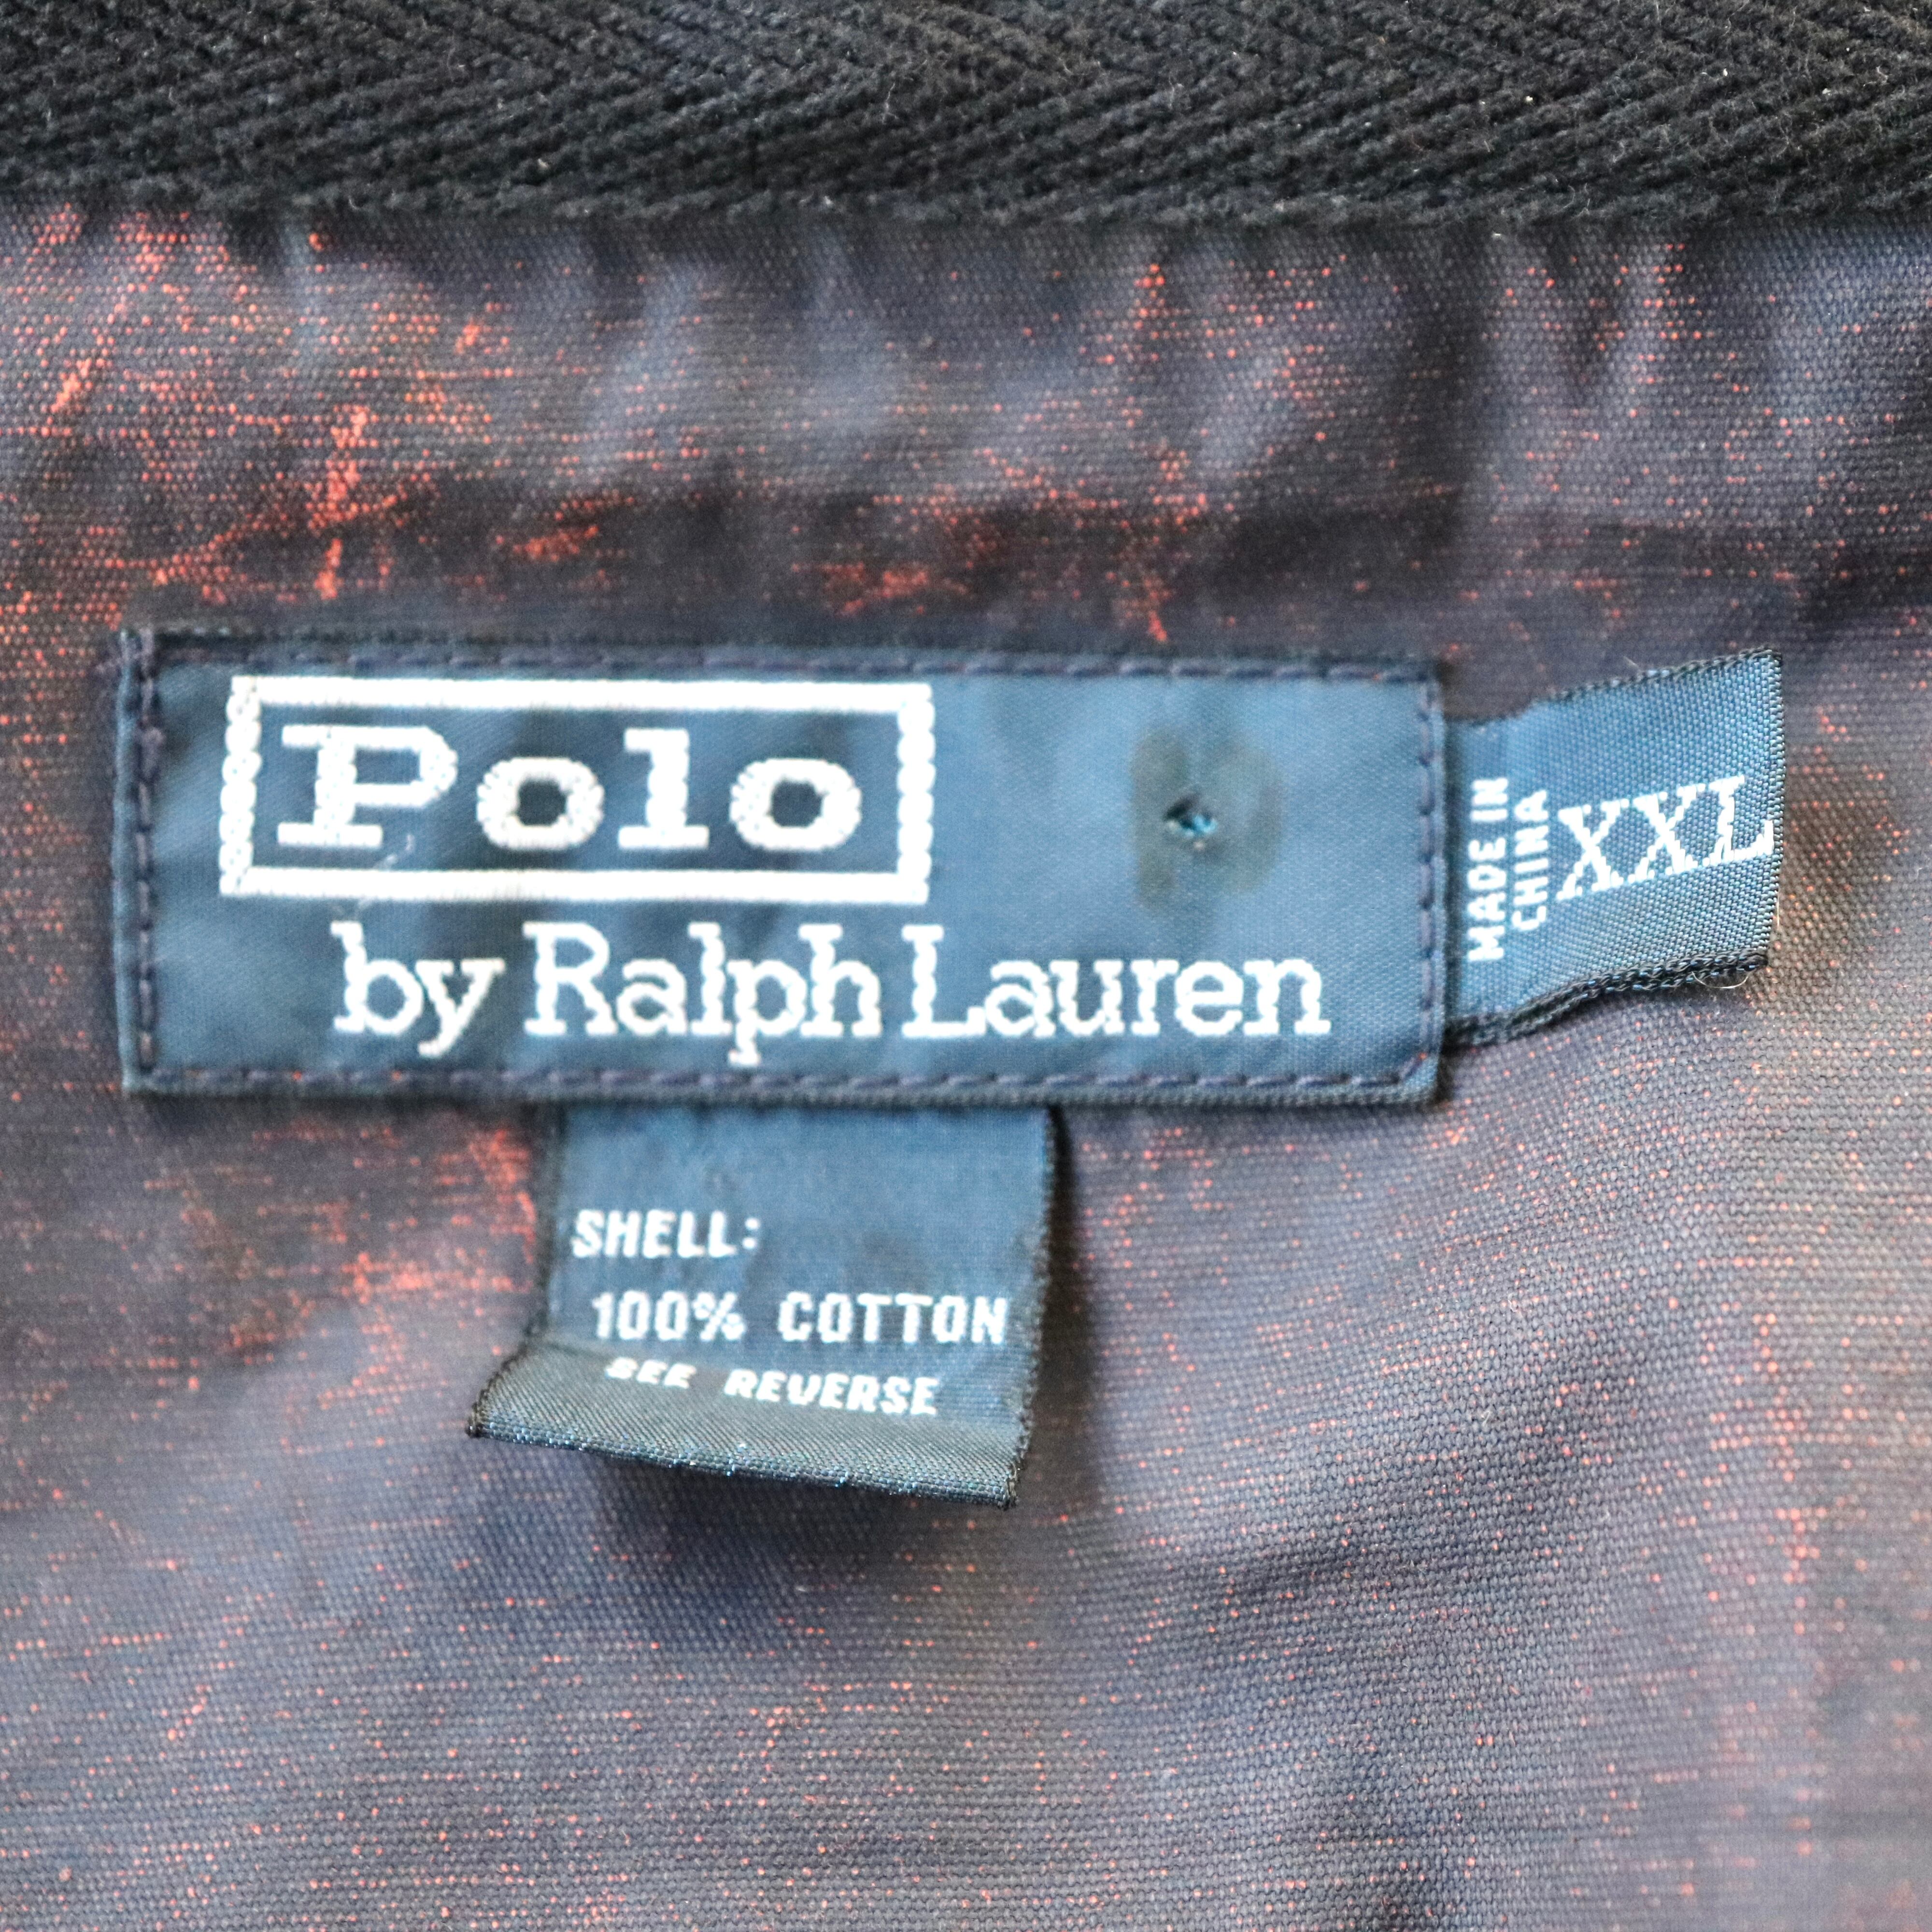 Polo
by Ralph Lauren
MADE IN
CHINA
XXL
SHELL:
100% COTTON
SEE REVERSE